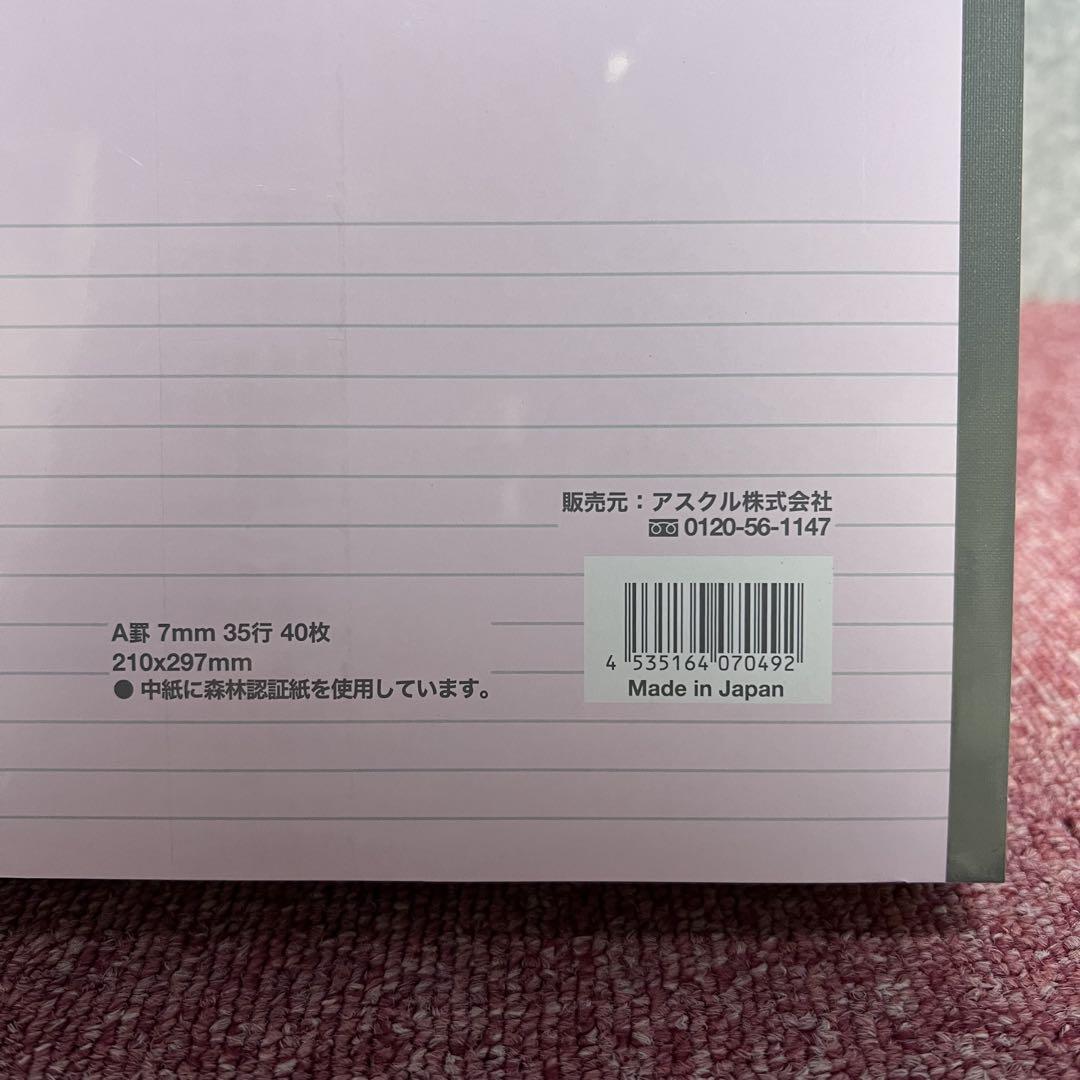 販売元：アスクル株式会社
0120-56-1147
A罫 7mm 35行 40枚
210x297mm
● 中紙に森林認証紙を使用しています。
4 535164 070492
Made in Japan